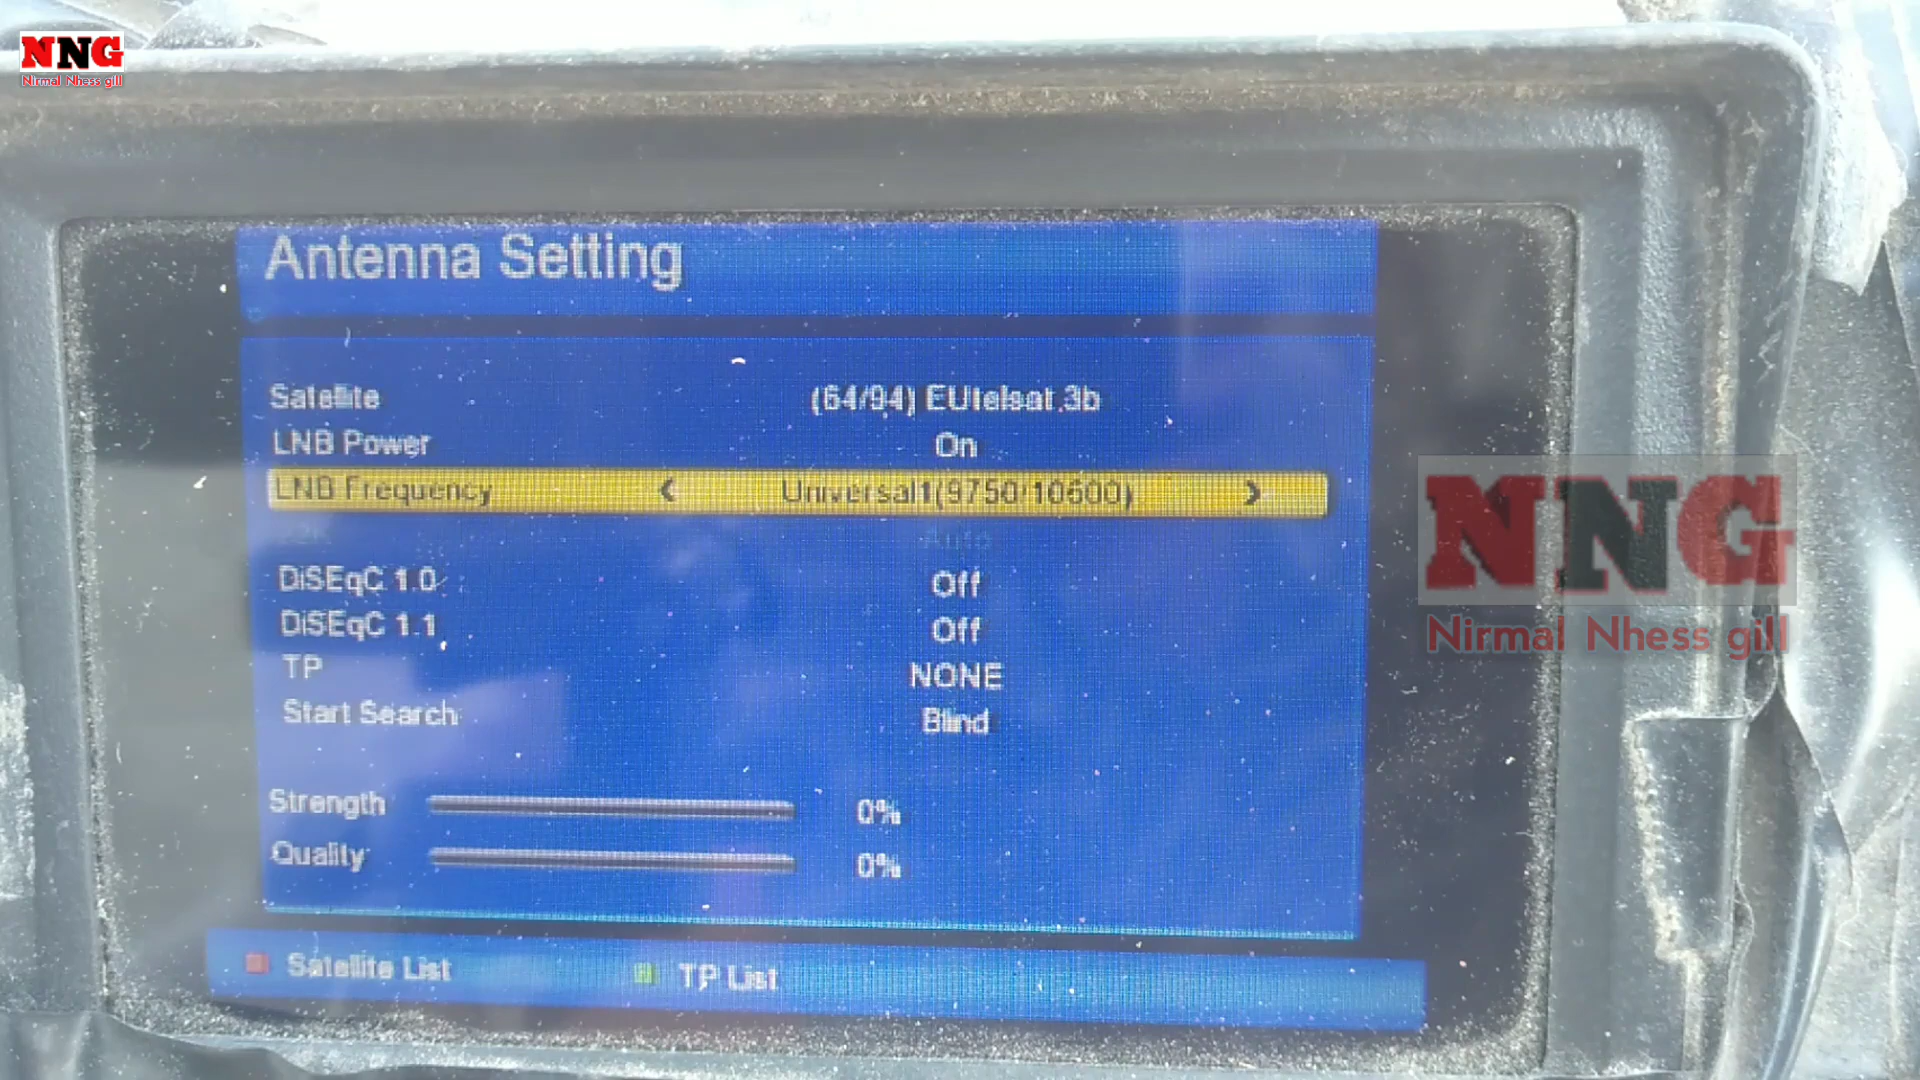 NNG
Nirmal Nhess gill
Antenna Setting
Satellite (64/94) EUtelsat 3b
LNB Power On
LNB Frequency < Universal1(9750/10600) >
22K Auto
DiSEqC 1.0 Off
DiSEqC 1.1 Off
TP NONE
Start Search Blind
Strength 0%
Quality 0%
Satellite List TP List
NNG
Nirmal Nhess gill